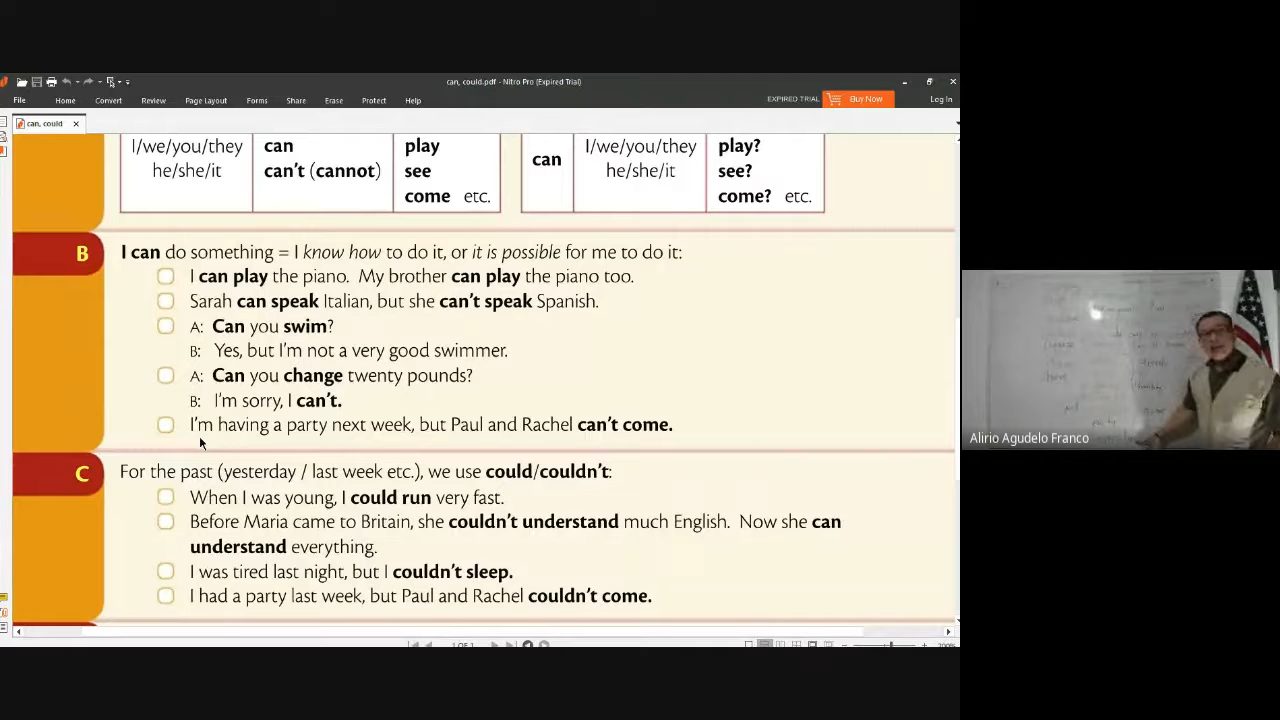 can, could.pdf - Nitro Pro (Expired Trial)
File Home Convert Review Page Layout Forms Share Erase Protect Help
EXPIRED TRIAL Buy Now Log In
can, could
I/we/you/they can play
he/she/it can't (cannot) see
come etc.
can I/we/you/they play?
he/she/it see?
come? etc.
B
I can do something = I know how to do it, or it is possible for me to do it:
I can play the piano. My brother can play the piano too.
Sarah can speak Italian, but she can't speak Spanish.
A: Can you swim?
B: Yes, but I'm not a very good swimmer.
A: Can you change twenty pounds?
B: I'm sorry, I can't.
I'm having a party next week, but Paul and Rachel can't come.
C
For the past (yesterday / last week etc.), we use could/couldn't:
When I was young, I could run very fast.
Before Maria came to Britain, she couldn't understand much English. Now she can
understand everything.
I was tired last night, but I couldn't sleep.
I had a party last week, but Paul and Rachel couldn't come.
1 OF 1
200%
Alirio Agudelo Franco